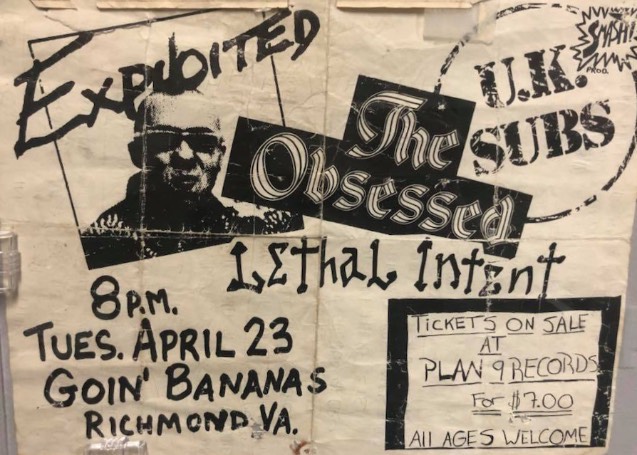 Exploited
The
Obsessed
U.K.
SUBS
SMASH!
PROD.
LEThaL IntEnt
8 P.M.
TUES. APRIL 23
GOIN' BANANAS
RICHMOND, VA.
TICKETS ON SALE
AT
PLAN 9 RECORDS
For $7.00
All AGES WELCOME